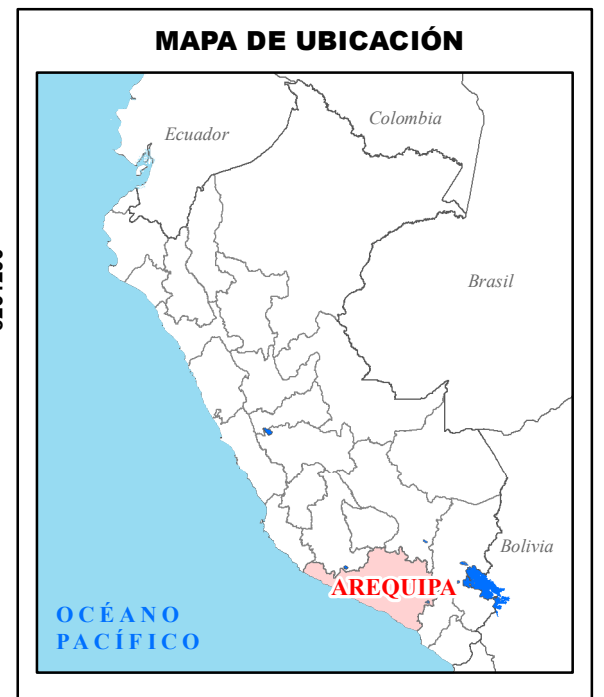 MAPA DE UBICACIÓN
Colombia
Ecuador
Brasil
Bolivia
AREQUIPA
OCÉANO
PACÍFICO